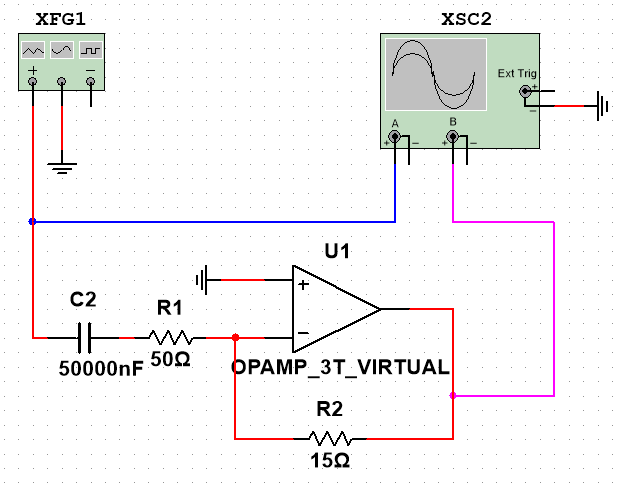 XFG1
XSC2
Ext Trig
+
−
+
−
A
B
+
−
+
−
U1
C2
R1
+
−
50000nF
50Ω
OPAMP_3T_VIRTUAL
R2
15Ω